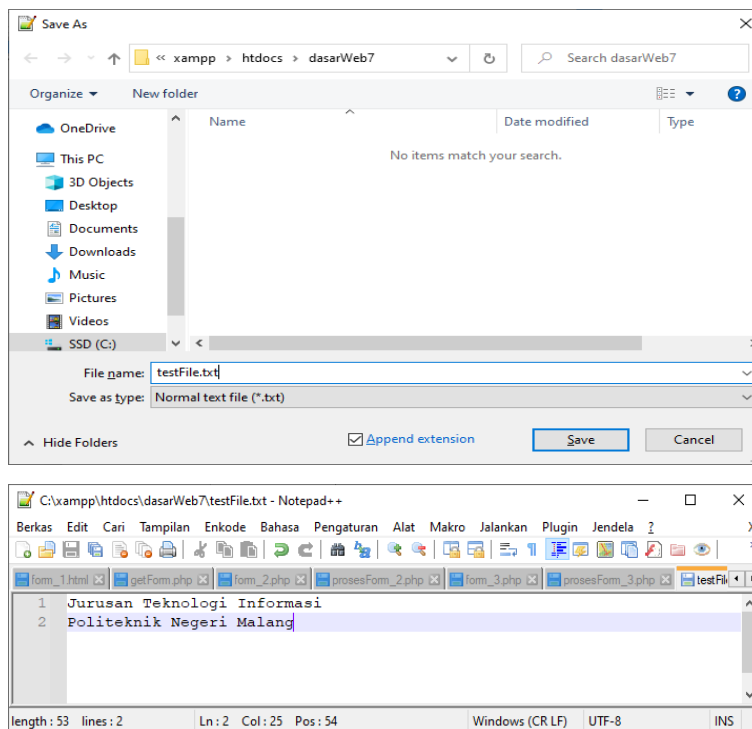 Save As
« xampp › htdocs › dasarWeb7
Search dasarWeb7
Organize
New folder
Name
Date modified
Type
OneDrive
This PC
3D Objects
Desktop
Documents
Downloads
Music
Pictures
Videos
SSD (C:)
No items match your search.
File name: testFile.txt
Save as type: Normal text file (*.txt)
Hide Folders
Append extension
Save
Cancel
C:\xampp\htdocs\dasarWeb7\testFile.txt - Notepad++
Berkas Edit Cari Tampilan Enkode Bahasa Pengaturan Alat Makro Jalankan Plugin Jendela ?
form_1.html getForm.php form_2.php prosesForm_2.php form_3.php prosesForm_3.php testFil
1 Jurusan Teknologi Informasi
2 Politeknik Negeri Malang
length : 53 lines : 2 Ln : 2 Col : 25 Pos : 54 Windows (CR LF) UTF-8 INS